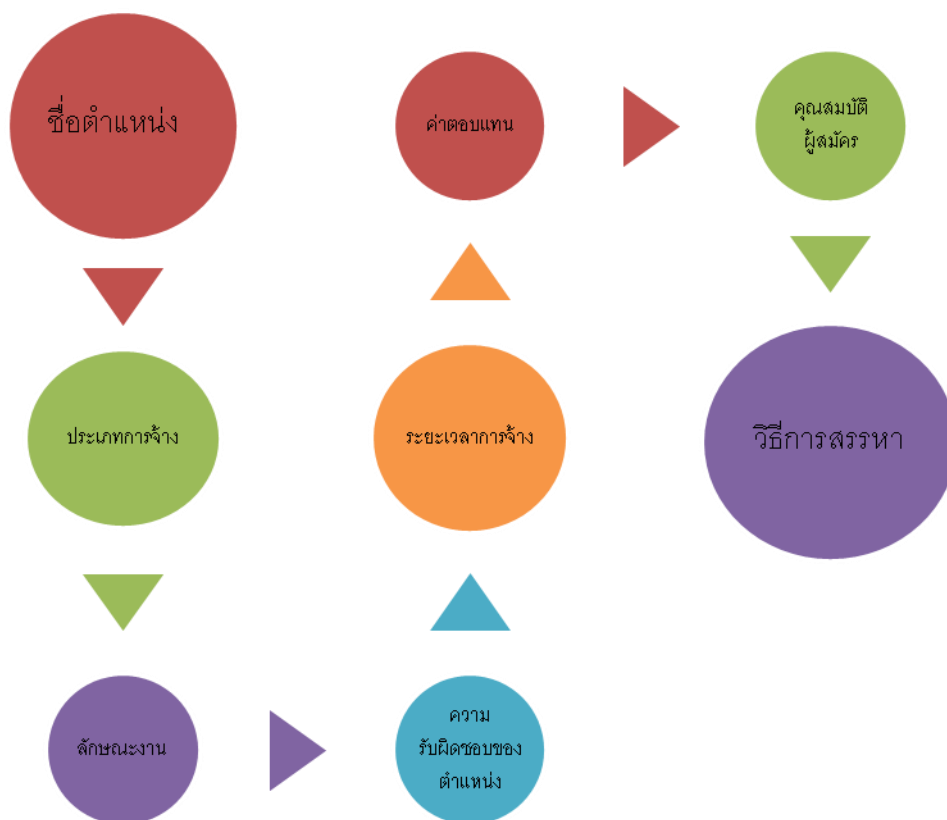 ชื่อตำแหน่ง
ประเภทการจ้าง
ลักษณะงาน
ความ
รับผิดชอบของ
ตำแหน่ง
ระยะเวลาการจ้าง
ค่าตอบแทน
คุณสมบัติ
ผู้สมัคร
วิธีการสรรหา